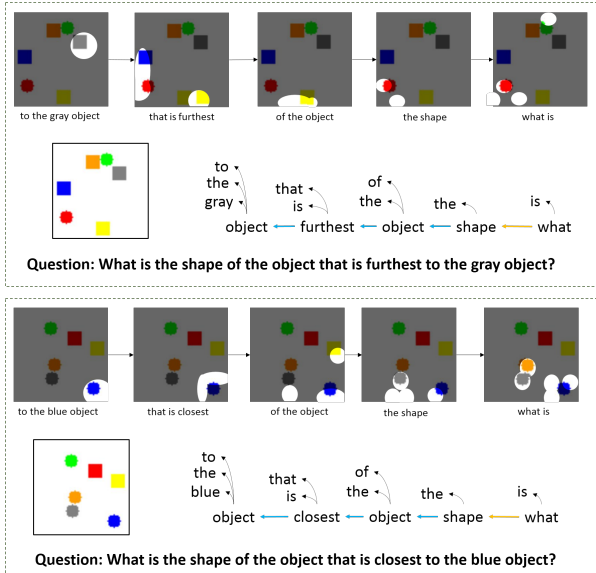 to the gray object
that is furthest
of the object
the shape
what is
to
the
gray
that
is
of
the
the
is
object
furthest
object
shape
what
Question: What is the shape of the object that is furthest to the gray object?
to the blue object
that is closest
of the object
the shape
what is
to
the
blue
that
is
of
the
the
is
object
closest
object
shape
what
Question: What is the shape of the object that is closest to the blue object?